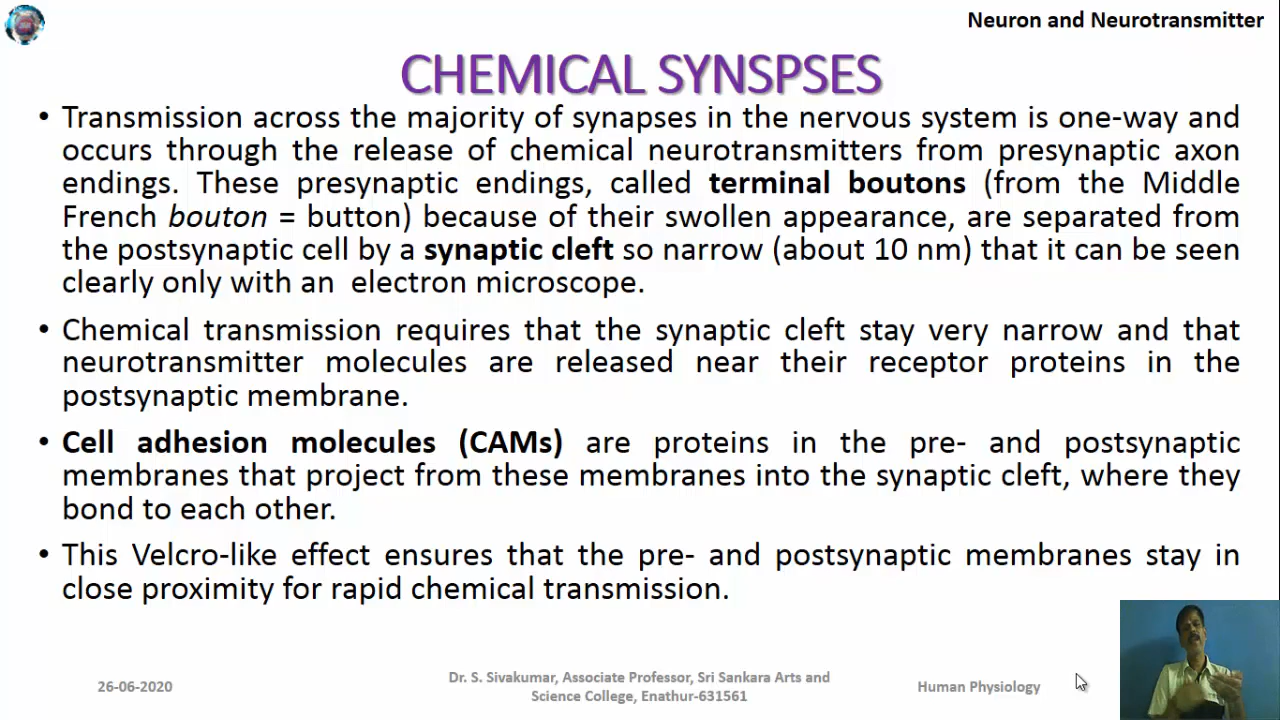 Neuron and Neurotransmitter
CHEMICAL SYNSPSES
• Transmission across the majority of synapses in the nervous system is one-way and
occurs through the release of chemical neurotransmitters from presynaptic axon
endings. These presynaptic endings, called terminal boutons (from the Middle
French bouton = button) because of their swollen appearance, are separated from
the postsynaptic cell by a synaptic cleft so narrow (about 10 nm) that it can be seen
clearly only with an electron microscope.
• Chemical transmission requires that the synaptic cleft stay very narrow and that
neurotransmitter molecules are released near their receptor proteins in the
postsynaptic membrane.
• Cell adhesion molecules (CAMs) are proteins in the pre- and postsynaptic
membranes that project from these membranes into the synaptic cleft, where they
bond to each other.
• This Velcro-like effect ensures that the pre- and postsynaptic membranes stay in
close proximity for rapid chemical transmission.
26-06-2020
Dr. S. Sivakumar, Associate Professor, Sri Sankara Arts and
Science College, Enathur-631561
Human Physiology